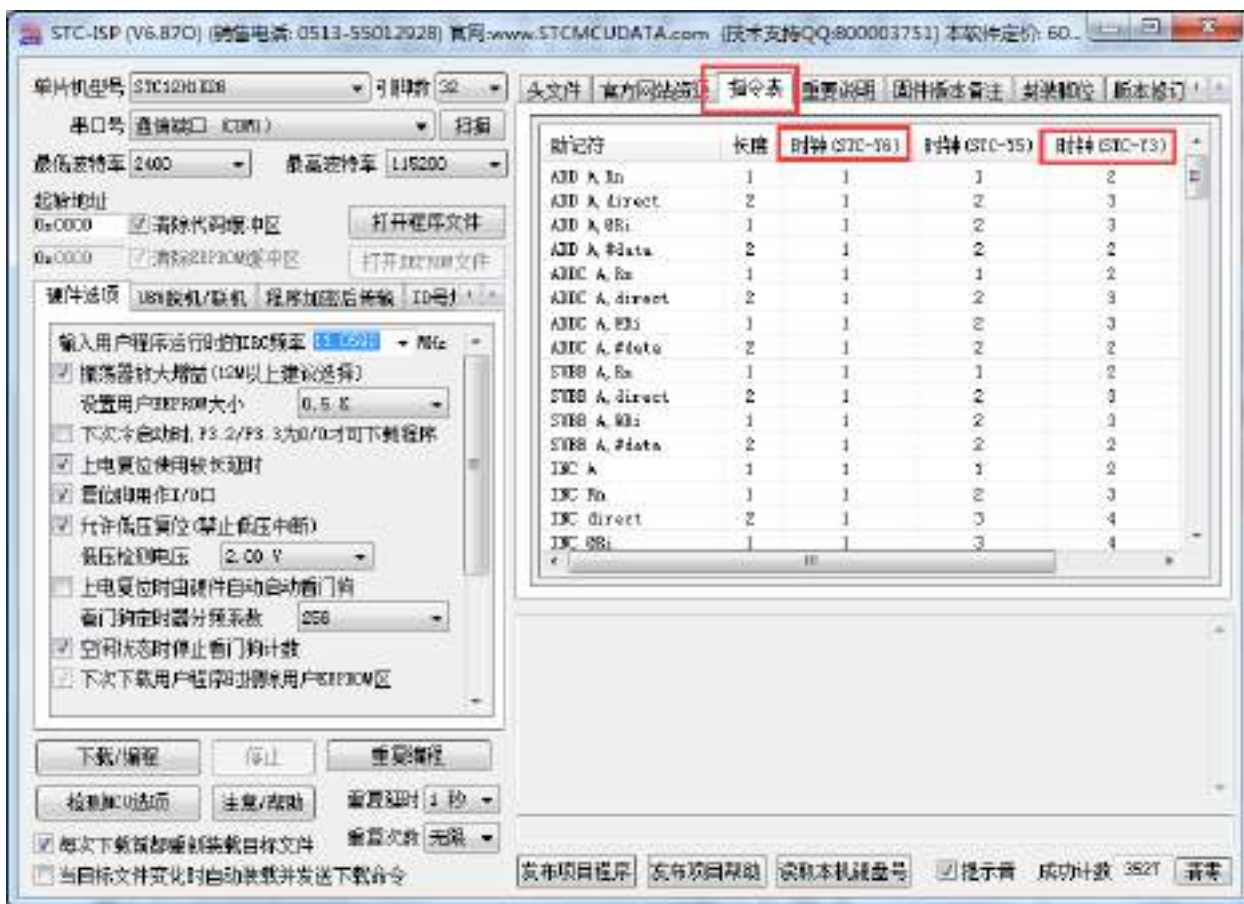 STC-ISP (V6.87O) (销售电话: 0513-55012928) 官网:www.STCMCUDATA.com (技术支持QQ:800003751) 本软件定价: 60...
单片机型号
引脚数 32
串口号 通信端口 (COM1) 扫描
最低波特率 2400 最高波特率 115200
起始地址
0x0000 清除代码缓冲区 打开程序文件
0x0000 清除EEPROM缓冲区 打开EEPROM文件
硬件选项 U8W脱机/联机 程序加密后传输 ID号
输入用户程序运行时的IRC频率 MHz
振荡器放大增益(12M以上建议选择)
设置用户EEPROM大小 0.5 K
下次冷启动时,P3.2/P3.3为0/0才可下载程序
上电复位使用较长延时
复位脚用作I/O口
允许低压复位(禁止低压中断)
低压检测电压 2.00 V
上电复位时由硬件自动启动看门狗
看门狗定时器分频系数 256
空闲状态时停止看门狗计数
下次下载用户程序时擦除用户EEPROM区
下载/编程 停止 重复编程
检测MCU选项 注意/帮助 重复延时 1 秒
每次下载前都重新装载目标文件 重复次数 无限
当目标文件变化时自动装载并发送下载命令
头文件 官方网站资源 指令表 重要说明 固件版本备注 封装脚位 版本修订
助记符 长度 时钟(STC-Y6) 时钟(STC-Y5) 时钟(STC-Y3)
ADD A,Rn 1 1 1 2
ADD A,direct 2 1 2 3
ADD A,@Ri 1 1 2 3
ADD A,#data 2 1 2 2
ADDC A,Rn 1 1 1 2
ADDC A,direct 2 1 2 3
ADDC A,@Ri 1 1 2 3
ADDC A,#data 2 1 2 2
SUBB A,Rn 1 1 1 2
SUBB A,direct 2 1 2 3
SUBB A,@Ri 1 1 2 3
SUBB A,#data 2 1 2 2
INC A 1 1 1 2
INC Rn 1 1 2 3
INC direct 2 1 3 4
INC @Ri 1 1 3 4
发布项目程序 发布项目帮助 读取本机硬盘号 提示音 成功计数 3527 清零